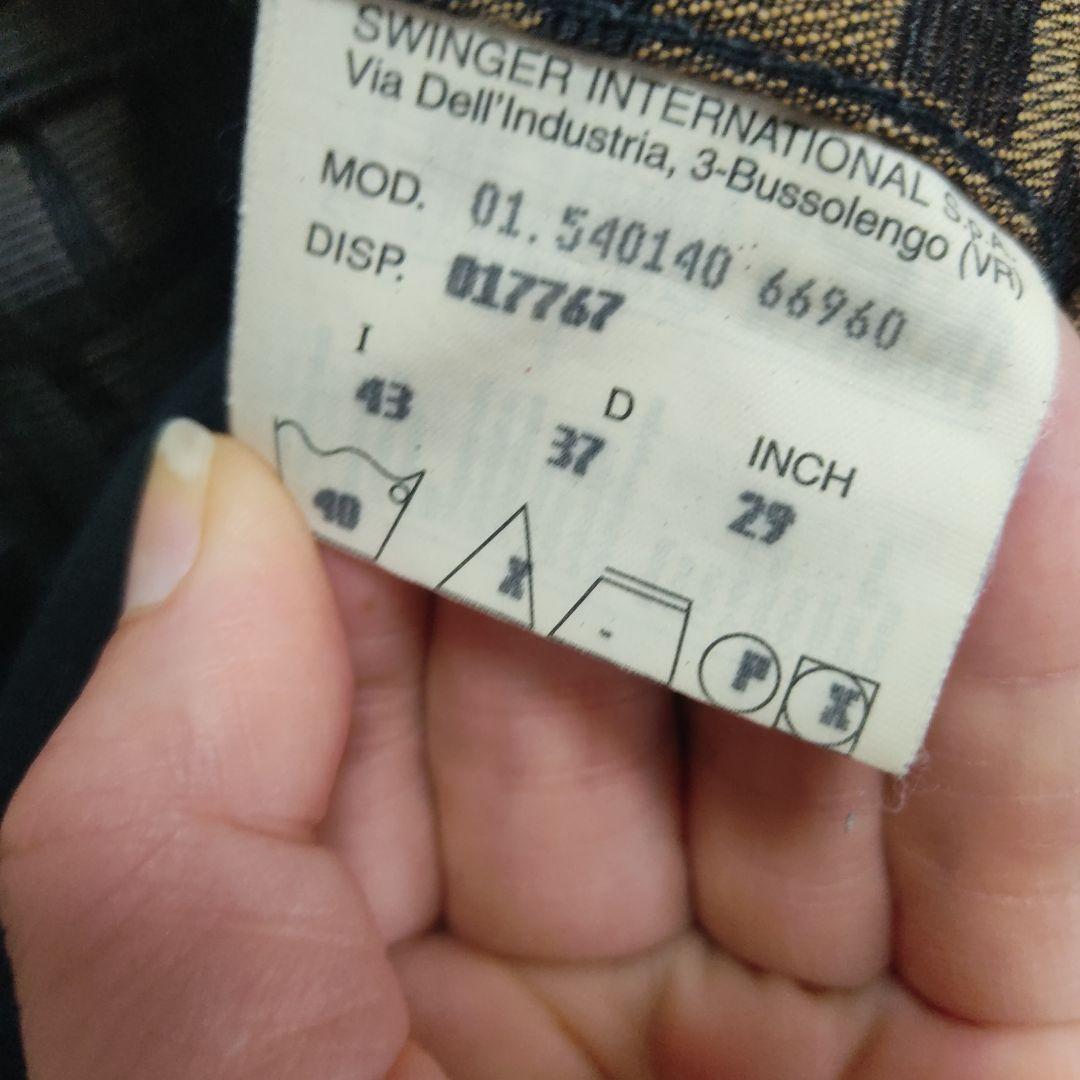 SWINGER INTERNATIONAL S.p.A.
Via Dell'Industria, 3-Bussolengo (VR)
MOD. 01.540140 66960
DISP. 017767
I D INCH
43 37 29
40 X P X